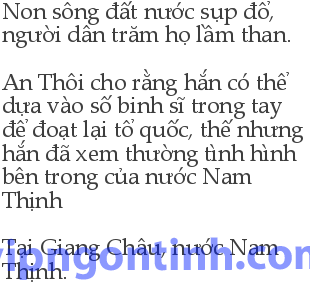 Non sông đất nước sụp đổ,
người dân trăm họ lầm than.
An Thôi cho rằng hắn có thể
dựa vào số binh sĩ trong tay
để đoạt lại tổ quốc, thế nhưng
hắn đã xem thường tình hình
bên trong của nước Nam
Thịnh
Tại Giang Châu, nước Nam
Thịnh.
vlongontinh.com